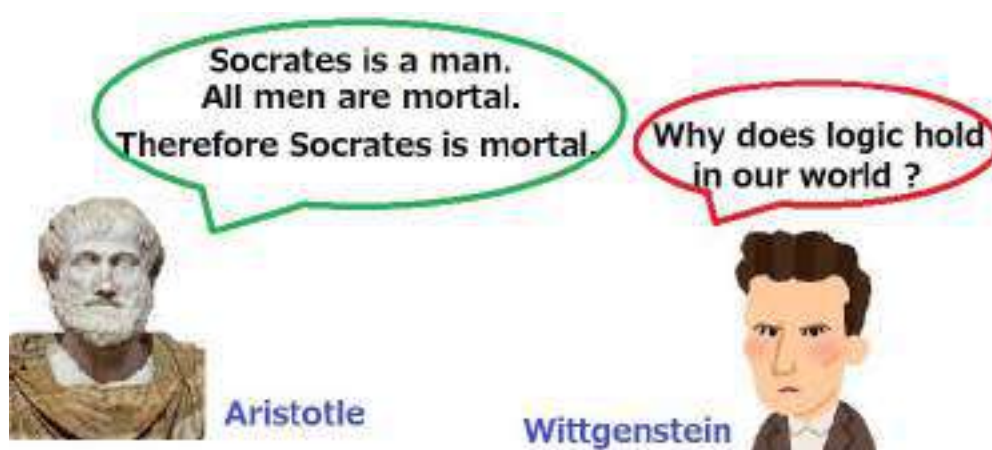 Socrates is a man.
All men are mortal.
Therefore Socrates is mortal.
Why does logic hold
in our world ?
Aristotle
Wittgenstein